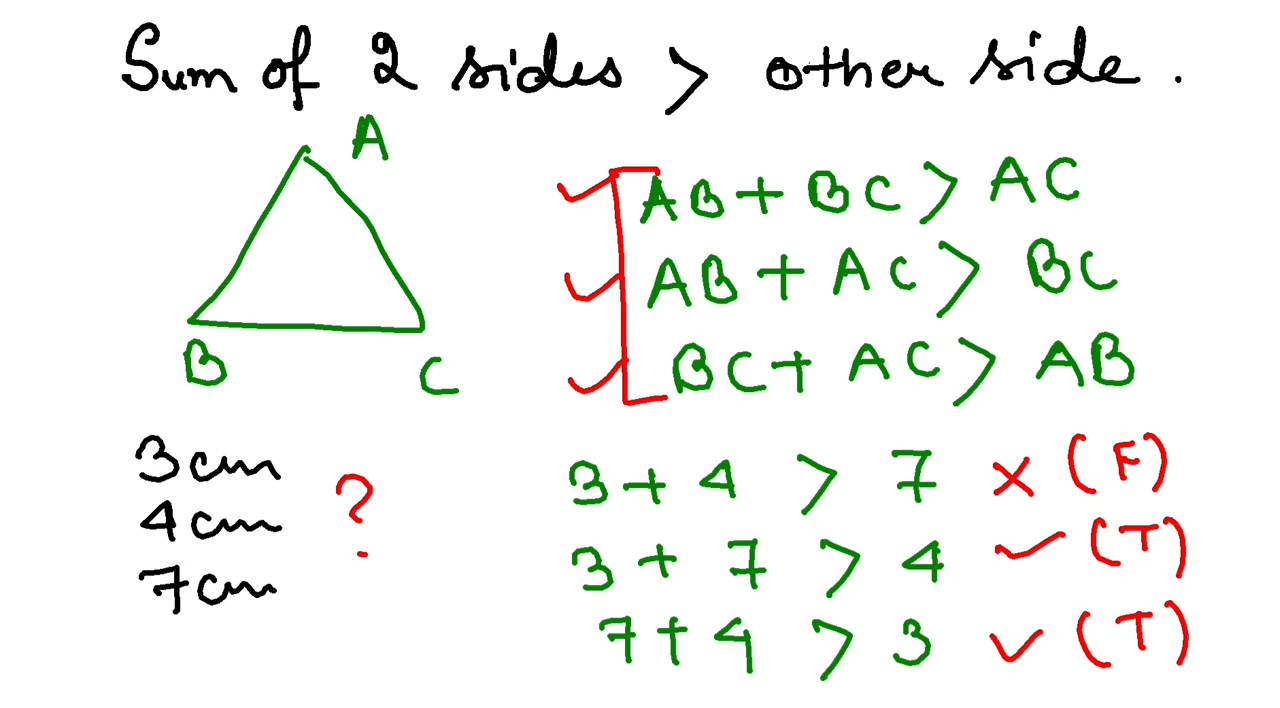 Sum of 2 sides > other side.
A
B
C
AB + BC > AC
AB + AC > BC
BC + AC > AB
3cm
4cm
7cm
?
3 + 4 > 7 × (F)
3 + 7 > 4 ✓ (T)
7 + 4 > 3 ✓ (T)